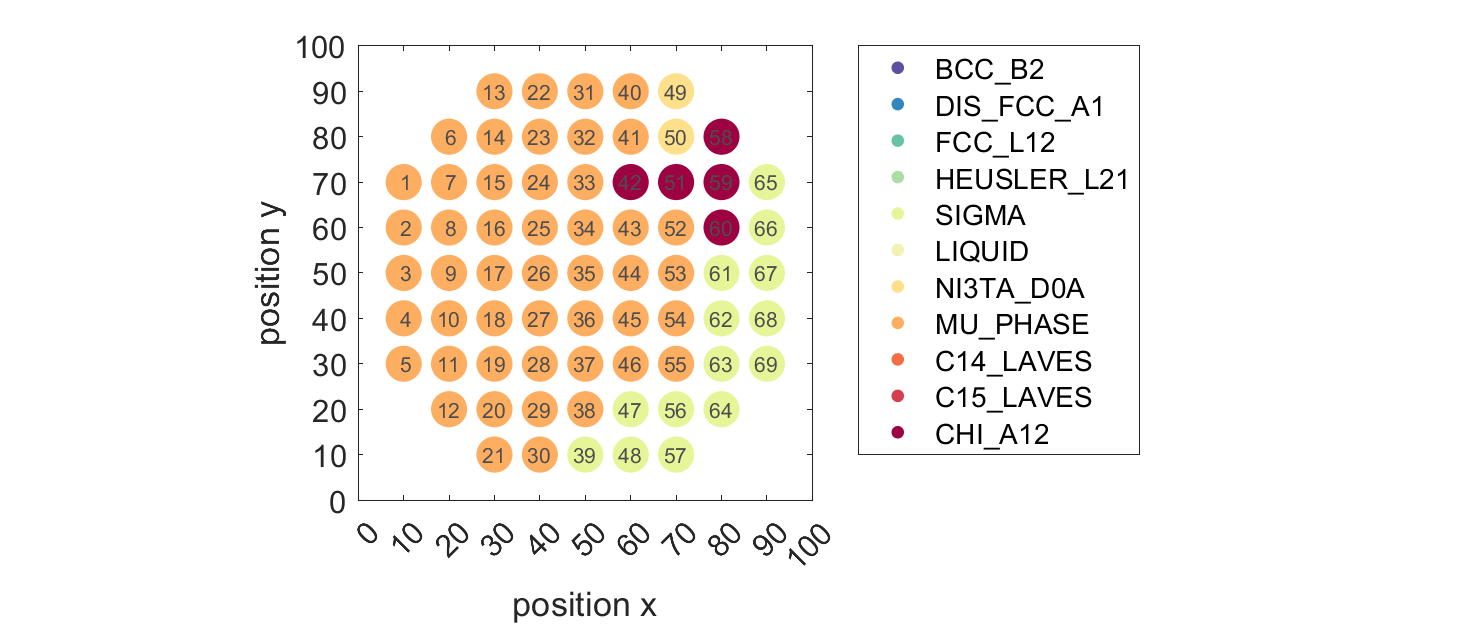 100
90 13 22 31 40 49
80 6 14 23 32 41 50 58
70 1 7 15 24 33 42 51 59 65
60 2 8 16 25 34 43 52 60 66
50 3 9 17 26 35 44 53 61 67
40 4 10 18 27 36 45 54 62 68
30 5 11 19 28 37 46 55 63 69
20 12 20 29 38 47 56 64
10 21 30 39 48 57
0
0 10 20 30 40 50 60 70 80 90 100
position x
position y
BCC_B2
DIS_FCC_A1
FCC_L12
HEUSLER_L21
SIGMA
LIQUID
NI3TA_D0A
MU_PHASE
C14_LAVES
C15_LAVES
CHI_A12